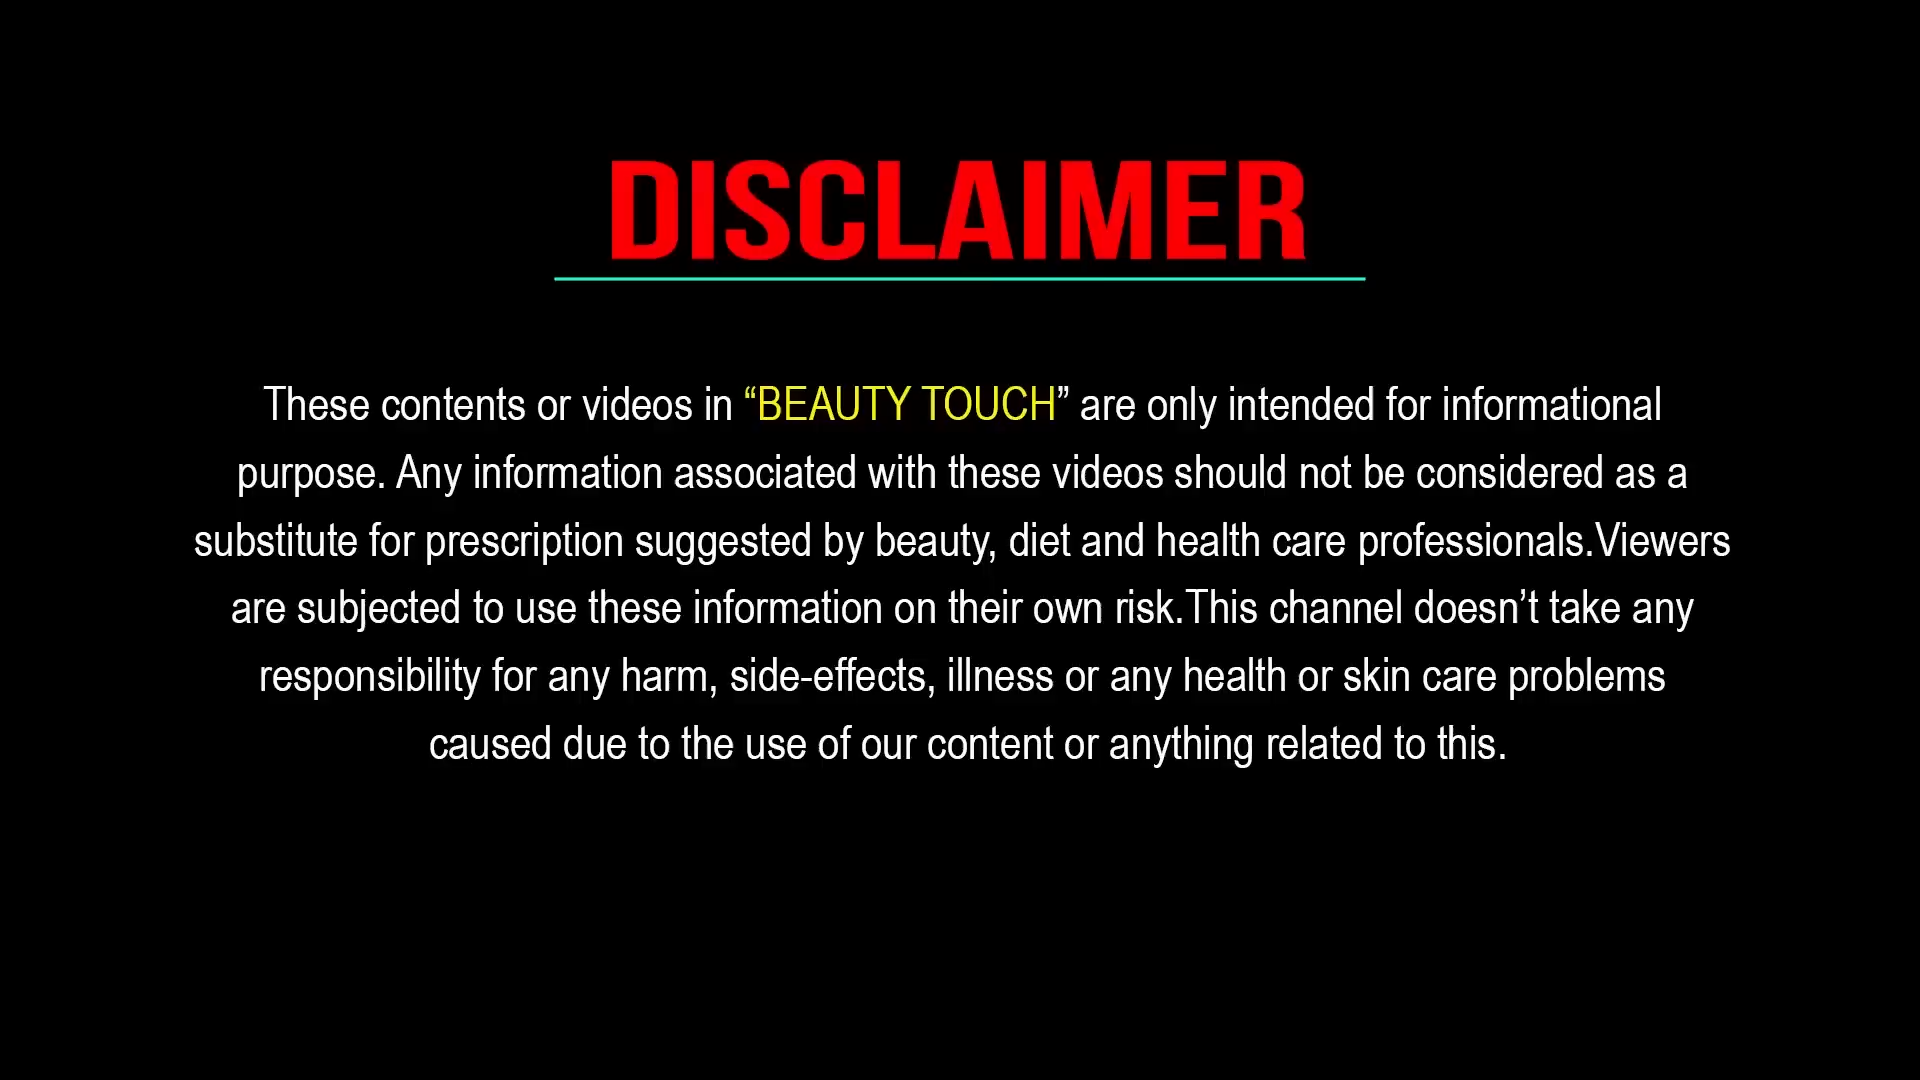 DISCLAIMER
These contents or videos in “BEAUTY TOUCH” are only intended for informational
purpose. Any information associated with these videos should not be considered as a
substitute for prescription suggested by beauty, diet and health care professionals.Viewers
are subjected to use these information on their own risk.This channel doesn’t take any
responsibility for any harm, side-effects, illness or any health or skin care problems
caused due to the use of our content or anything related to this.